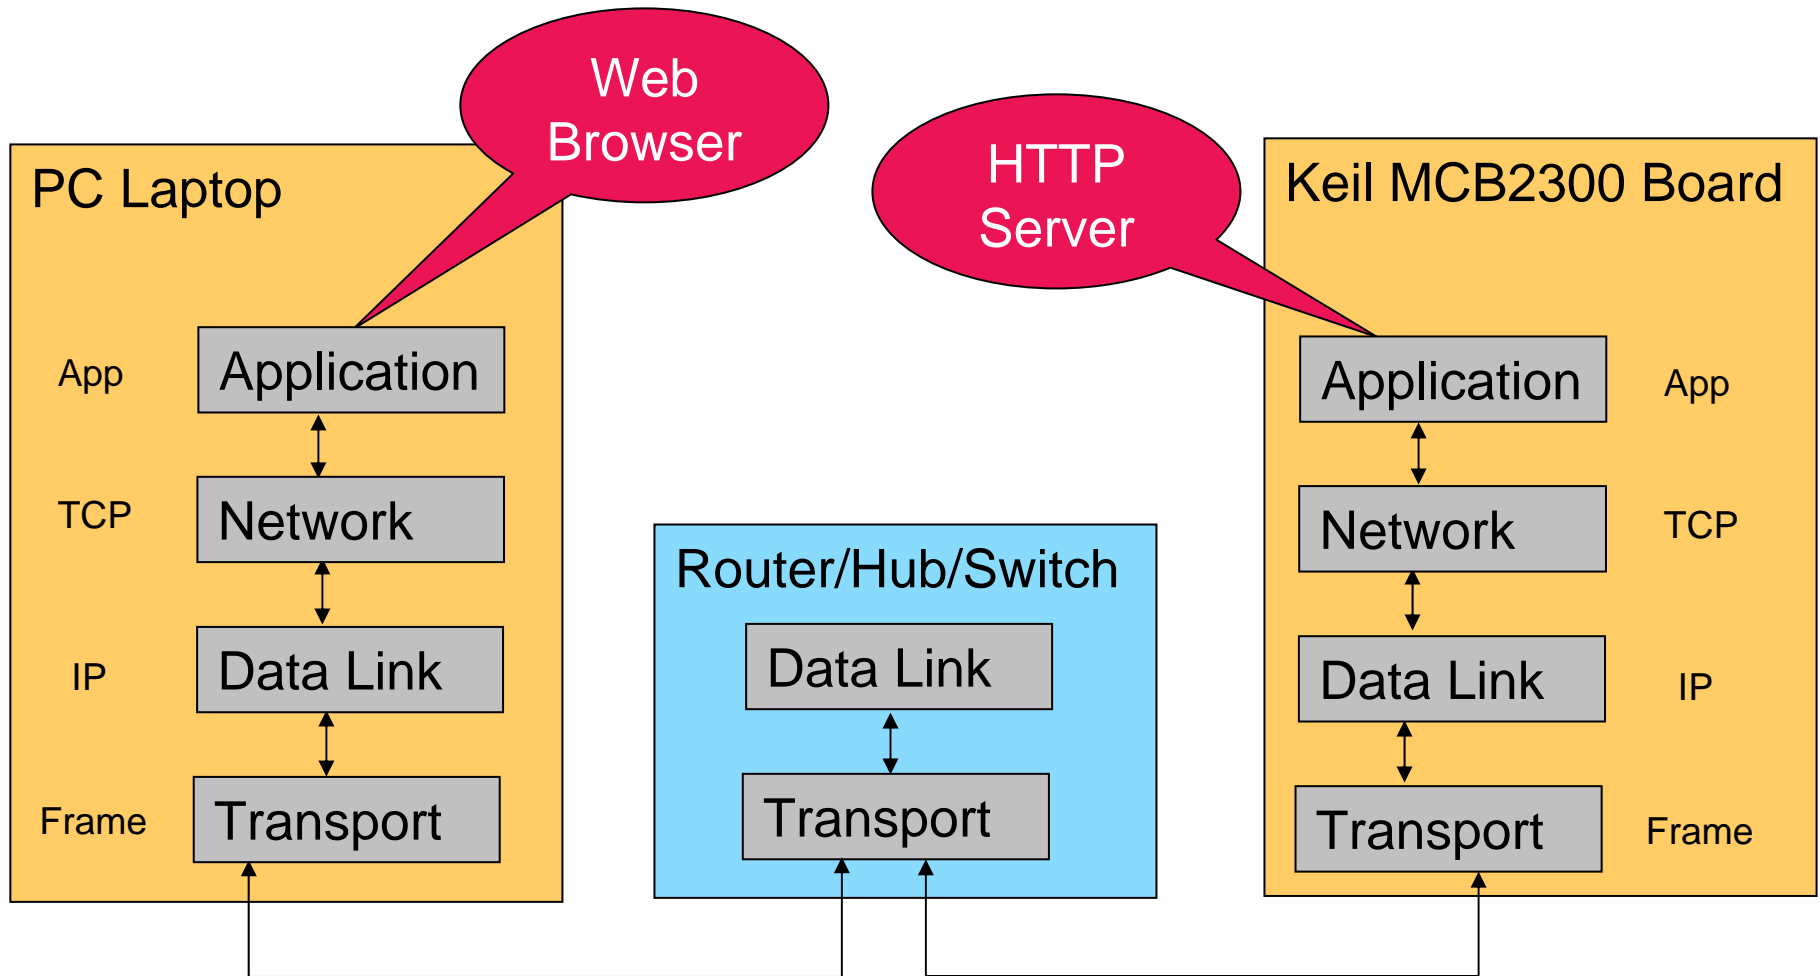 Web
Browser
HTTP
Server
PC Laptop
App
Application
TCP
Network
IP
Data Link
Frame
Transport
Router/Hub/Switch
Data Link
Transport
Keil MCB2300 Board
Application
App
Network
TCP
Data Link
IP
Transport
Frame